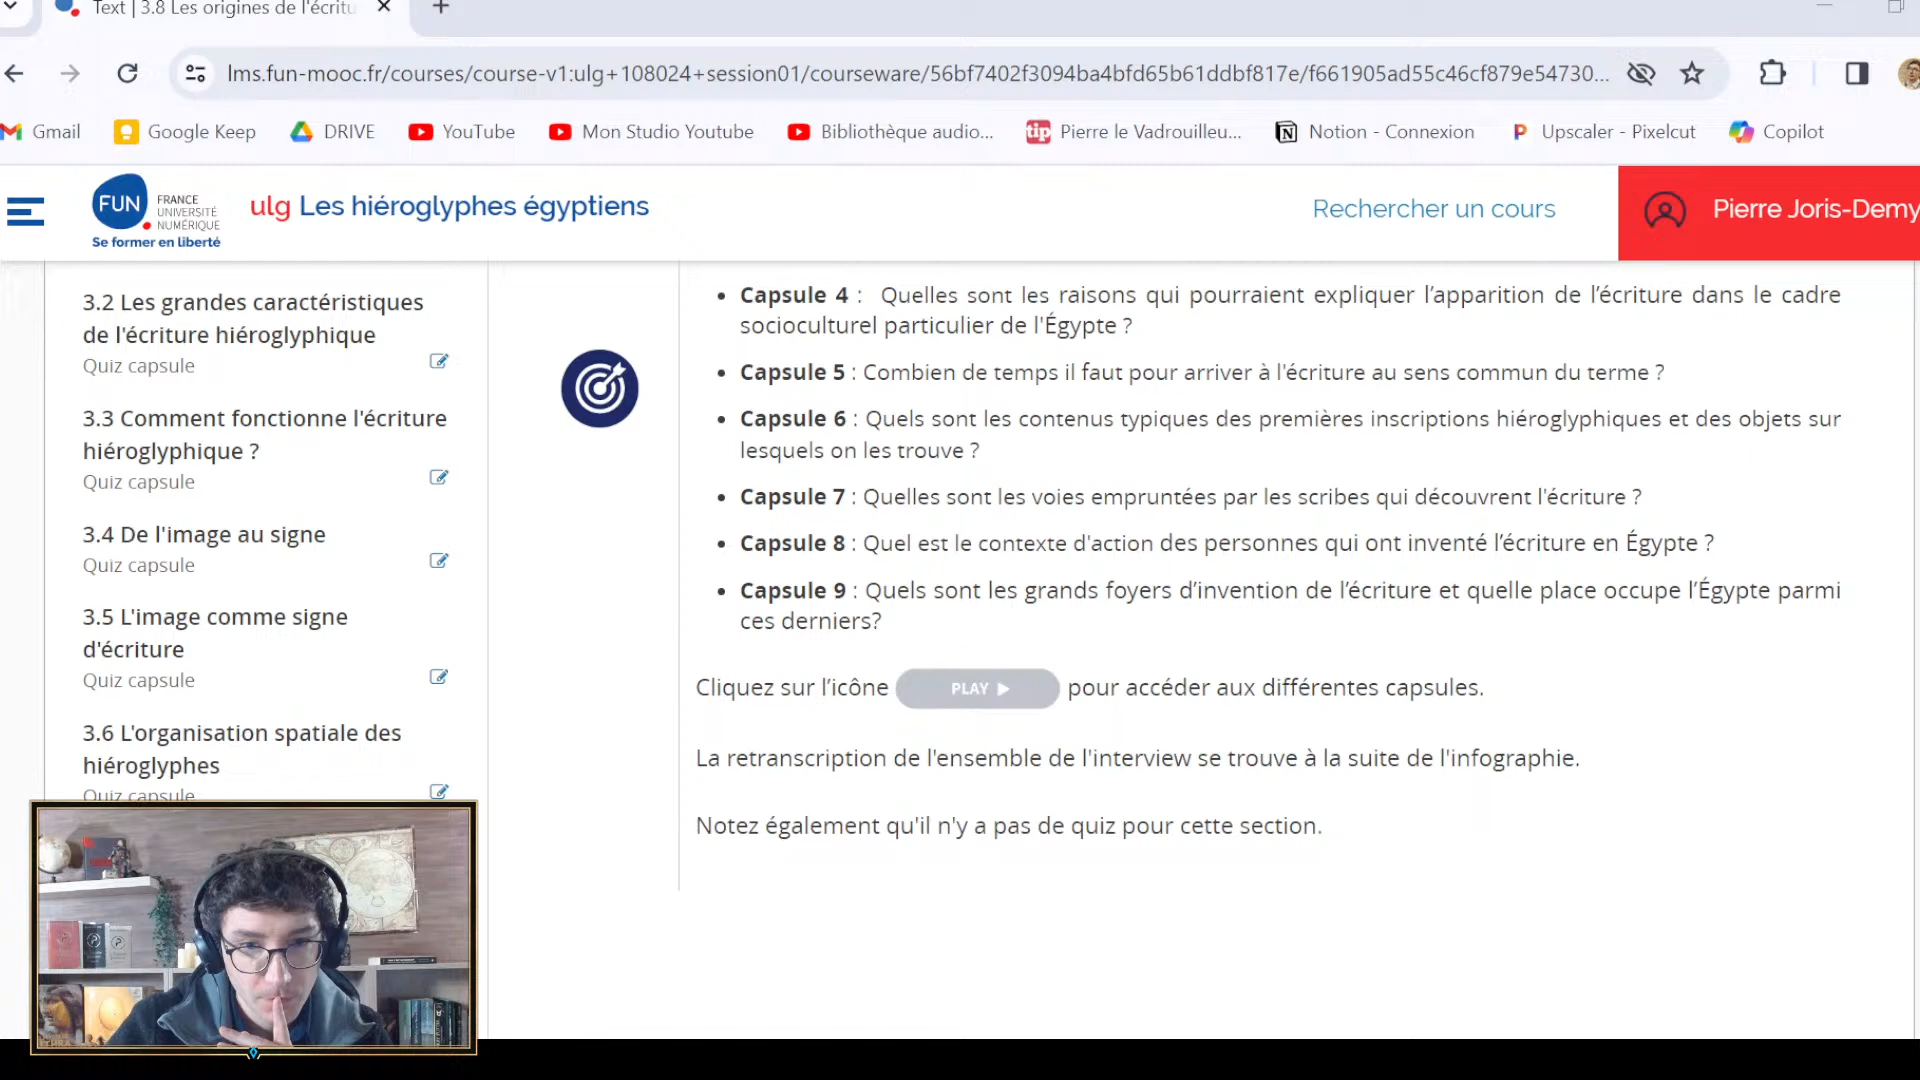 Text | 3.8 Les origines de l'écritu
lms.fun-mooc.fr/courses/course-v1:ulg+108024+session01/courseware/56bf7402f3094ba4bfd65b61ddbf817e/f661905ad55c46cf879e54730...
Gmail
Google Keep
DRIVE
YouTube
Mon Studio Youtube
Bibliothèque audio...
tip
Pierre le Vadrouilleu...
Notion - Connexion
Upscaler - Pixelcut
Copilot
FUN
FRANCE
UNIVERSITÉ
NUMÉRIQUE
Se former en liberté
ulg Les hiéroglyphes égyptiens
Rechercher un cours
Pierre Joris-Demy
3.2 Les grandes caractéristiques
de l'écriture hiéroglyphique
Quiz capsule
3.3 Comment fonctionne l'écriture
hiéroglyphique ?
Quiz capsule
3.4 De l'image au signe
Quiz capsule
3.5 L'image comme signe
d'écriture
Quiz capsule
3.6 L'organisation spatiale des
hiéroglyphes
Quiz capsule
• Capsule 4 : Quelles sont les raisons qui pourraient expliquer l’apparition de l’écriture dans le cadre
socioculturel particulier de l'Égypte ?
• Capsule 5 : Combien de temps il faut pour arriver à l'écriture au sens commun du terme ?
• Capsule 6 : Quels sont les contenus typiques des premières inscriptions hiéroglyphiques et des objets sur
lesquels on les trouve ?
• Capsule 7 : Quelles sont les voies empruntées par les scribes qui découvrent l'écriture ?
• Capsule 8 : Quel est le contexte d'action des personnes qui ont inventé l’écriture en Égypte ?
• Capsule 9 : Quels sont les grands foyers d’invention de l’écriture et quelle place occupe l’Égypte parmi
ces derniers?
Cliquez sur l’icône PLAY pour accéder aux différentes capsules.
La retranscription de l'ensemble de l'interview se trouve à la suite de l'infographie.
Notez également qu'il n'y a pas de quiz pour cette section.